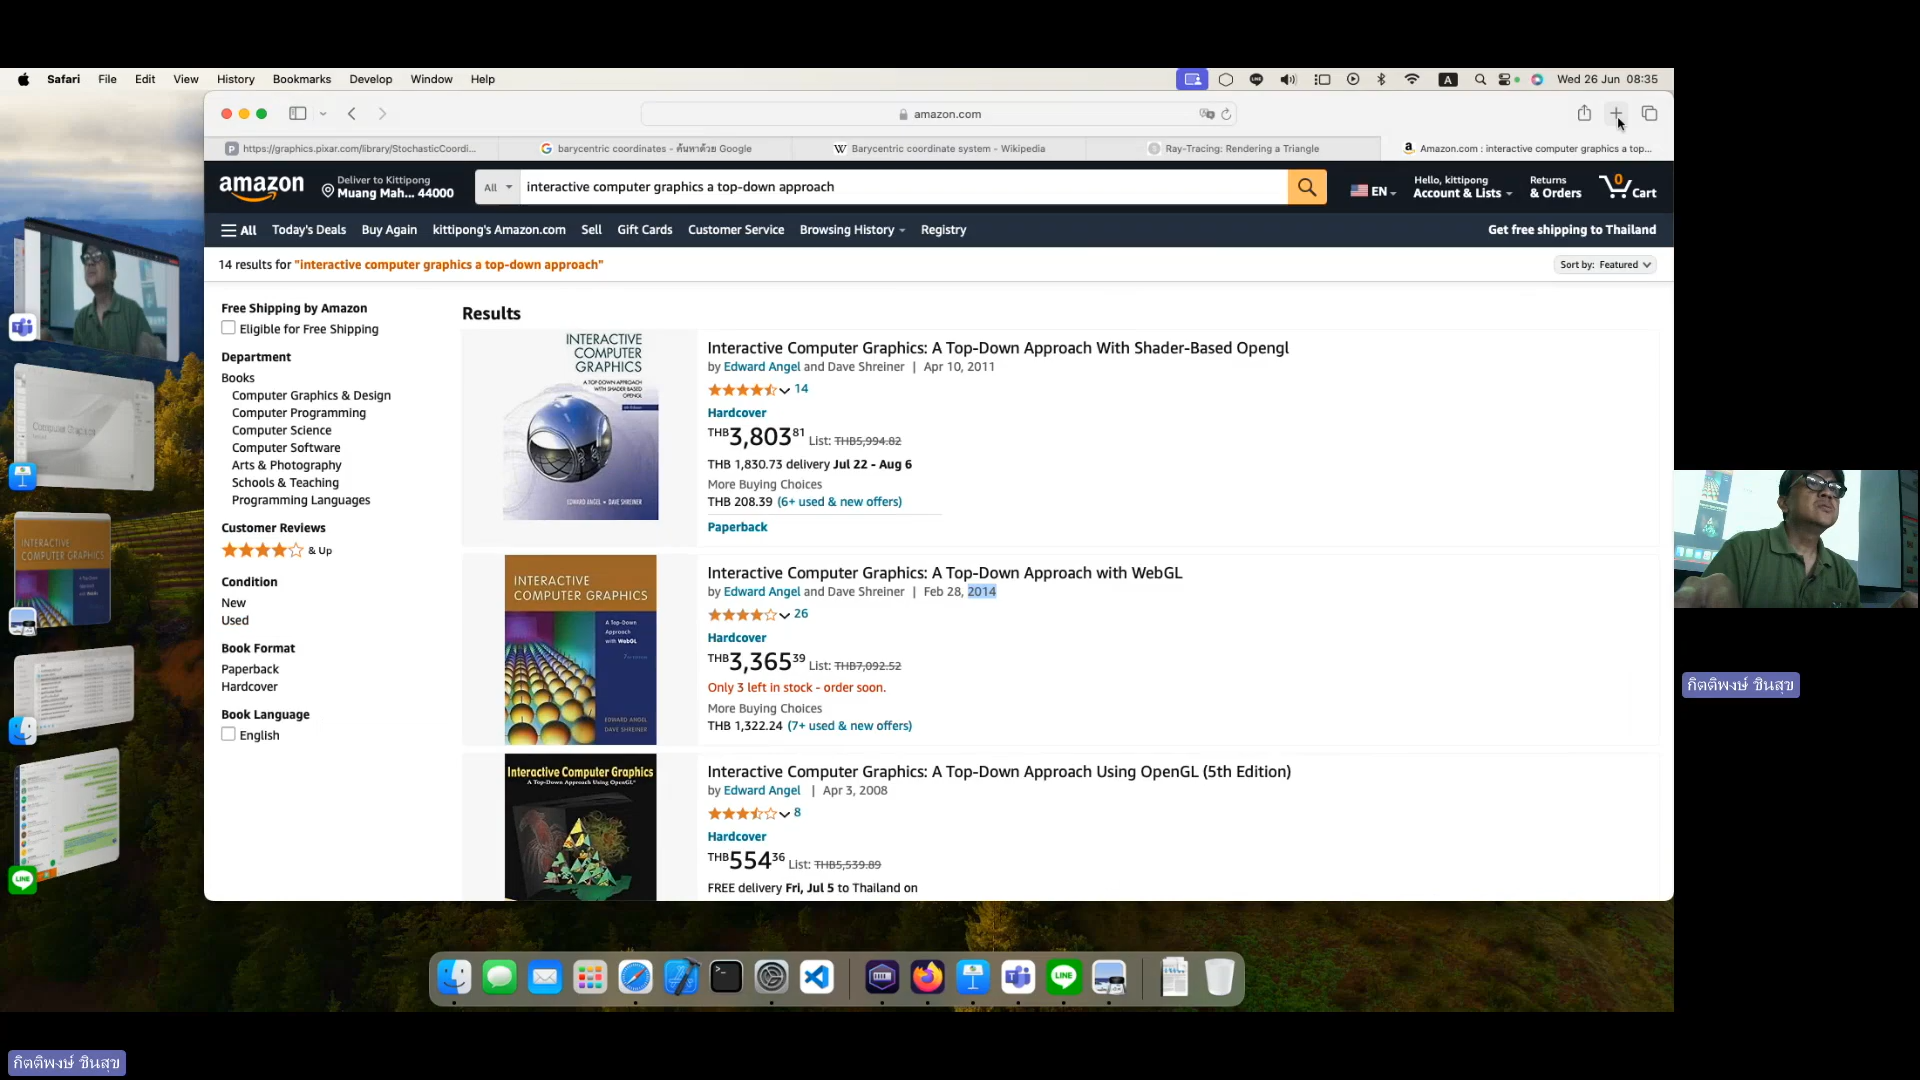 Safari File Edit View History Bookmarks Develop Window Help
A
Wed 26 Jun 08:35
amazon.com
https://graphics.pixar.com/library/StochasticCoordi...
barycentric coordinates - ค้นหาด้วย Google
Barycentric coordinate system - Wikipedia
Ray-Tracing: Rendering a Triangle
Amazon.com : interactive computer graphics a top...
amazon
Deliver to Kittipong
Muang Mah... 44000
All
interactive computer graphics a top-down approach
EN
Hello, kittipong
Account & Lists
Returns
& Orders
0
Cart
All Today's Deals Buy Again kittipong's Amazon.com Sell Gift Cards Customer Service Browsing History Registry
Get free shipping to Thailand
14 results for "interactive computer graphics a top-down approach"
Sort by: Featured
Free Shipping by Amazon
Eligible for Free Shipping
Department
Books
Computer Graphics & Design
Computer Programming
Computer Science
Computer Software
Arts & Photography
Schools & Teaching
Programming Languages
Customer Reviews
& Up
Condition
New
Used
Book Format
Paperback
Hardcover
Book Language
English
Results
INTERACTIVE
COMPUTER
GRAPHICS
A TOP-DOWN APPROACH
WITH SHADER-BASED
OPENGL
EDWARD ANGEL • DAVE SHREINER
Interactive Computer Graphics: A Top-Down Approach With Shader-Based Opengl
by Edward Angel and Dave Shreiner | Apr 10, 2011
14
Hardcover
THB3,80381 List: THB5,994.82
THB 1,830.73 delivery Jul 22 - Aug 6
More Buying Choices
THB 208.39 (6+ used & new offers)
Paperback
INTERACTIVE
COMPUTER GRAPHICS
A Top-Down
Approach
with WebGL
EDWARD ANGEL
DAVE SHREINER
Interactive Computer Graphics: A Top-Down Approach with WebGL
by Edward Angel and Dave Shreiner | Feb 28, 2014
26
Hardcover
THB3,36539 List: THB7,092.52
Only 3 left in stock - order soon.
More Buying Choices
THB 1,322.24 (7+ used & new offers)
Interactive Computer Graphics
A Top-Down Approach Using OpenGL
Interactive Computer Graphics: A Top-Down Approach Using OpenGL (5th Edition)
by Edward Angel | Apr 3, 2008
8
Hardcover
THB55436 List: THB5,539.89
FREE delivery Fri, Jul 5 to Thailand on
Computer Graphics
INTERACTIVE
COMPUTER GRAPHICS
LINE
LINE
กิตติพงษ์ ชินสุข
กิตติพงษ์ ชินสุข